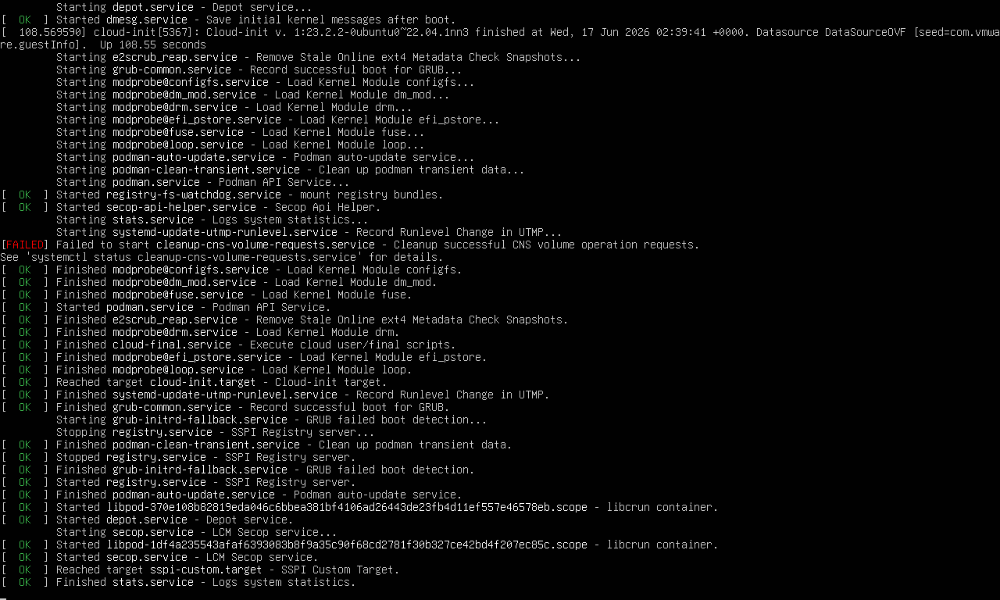 Starting depot.service - Depot service...
[  OK  ] Started dmesg.service - Save initial kernel messages after boot.
[  108.569590] cloud-init[5367]: Cloud-init v. 1:23.2.2-0ubuntu0~22.04.1nn3 finished at Wed, 17 Jun 2026 02:39:41 +0000. Datasource DataSourceOVF [seed=com.vmwa
re.guestInfo].  Up 108.55 seconds
         Starting e2scrub_reap.service - Remove Stale Online ext4 Metadata Check Snapshots...
         Starting grub-common.service - Record successful boot for GRUB...
         Starting modprobe@configfs.service - Load Kernel Module configfs...
         Starting modprobe@dm_mod.service - Load Kernel Module dm_mod...
         Starting modprobe@drm.service - Load Kernel Module drm...
         Starting modprobe@efi_pstore.service - Load Kernel Module efi_pstore...
         Starting modprobe@fuse.service - Load Kernel Module fuse...
         Starting modprobe@loop.service - Load Kernel Module loop...
         Starting podman-auto-update.service - Podman auto-update service...
         Starting podman-clean-transient.service - Clean up podman transient data...
         Starting podman.service - Podman API Service...
[  OK  ] Started registry-fs-watchdog.service - mount registry bundles.
[  OK  ] Started secop-api-helper.service - Secop Api Helper.
         Starting stats.service - Logs system statistics...
         Starting systemd-update-utmp-runlevel.service - Record Runlevel Change in UTMP...
[FAILED] Failed to start cleanup-cns-volume-requests.service - Cleanup successful CNS volume operation requests.
See 'systemctl status cleanup-cns-volume-requests.service' for details.
[  OK  ] Finished modprobe@configfs.service - Load Kernel Module configfs.
[  OK  ] Finished modprobe@dm_mod.service - Load Kernel Module dm_mod.
[  OK  ] Finished modprobe@fuse.service - Load Kernel Module fuse.
[  OK  ] Started podman.service - Podman API Service.
[  OK  ] Finished e2scrub_reap.service - Remove Stale Online ext4 Metadata Check Snapshots.
[  OK  ] Finished modprobe@drm.service - Load Kernel Module drm.
[  OK  ] Finished cloud-final.service - Execute cloud user/final scripts.
[  OK  ] Finished modprobe@efi_pstore.service - Load Kernel Module efi_pstore.
[  OK  ] Finished modprobe@loop.service - Load Kernel Module loop.
[  OK  ] Reached target cloud-init.target - Cloud-init target.
[  OK  ] Finished systemd-update-utmp-runlevel.service - Record Runlevel Change in UTMP.
[  OK  ] Finished grub-common.service - Record successful boot for GRUB.
         Starting grub-initrd-fallback.service - GRUB failed boot detection...
         Stopping registry.service - SSPI Registry server...
[  OK  ] Finished podman-clean-transient.service - Clean up podman transient data.
[  OK  ] Stopped registry.service - SSPI Registry server.
[  OK  ] Finished grub-initrd-fallback.service - GRUB failed boot detection.
[  OK  ] Started registry.service - SSPI Registry server.
[  OK  ] Finished podman-auto-update.service - Podman auto-update service.
[  OK  ] Started libpod-370e108b82819eda046c6bbea381bf4106ad26443de23fb4d11ef557e46578eb.scope - libcrun container.
[  OK  ] Started depot.service - Depot service.
         Starting secop.service - LCM Secop service...
[  OK  ] Started libpod-1df4a235543afaf6393083b8f9a35c90f68cd2781f30b327ce42bd4f207ec85c.scope - libcrun container.
[  OK  ] Started secop.service - LCM Secop service.
[  OK  ] Reached target sspi-custom.target - SSPI Custom Target.
[  OK  ] Finished stats.service - Logs system statistics.